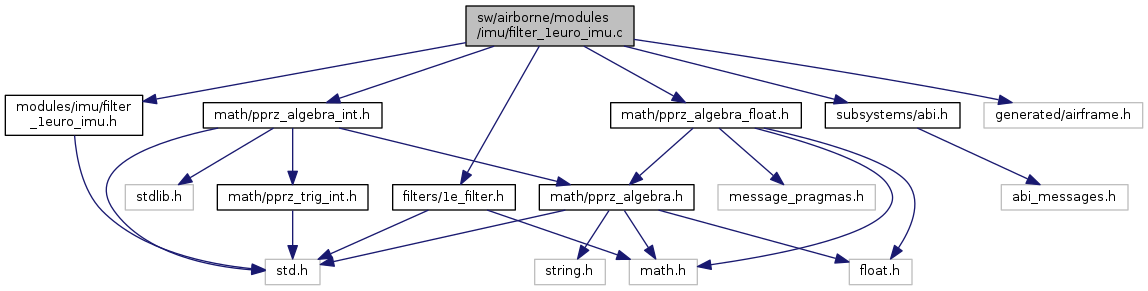 sw/airborne/modules
/imu/filter_1euro_imu.c
modules/imu/filter
_1euro_imu.h
math/pprz_algebra_int.h
math/pprz_algebra_float.h
subsystems/abi.h
generated/airframe.h
stdlib.h
math/pprz_trig_int.h
filters/1e_filter.h
math/pprz_algebra.h
message_pragmas.h
abi_messages.h
std.h
string.h
math.h
float.h